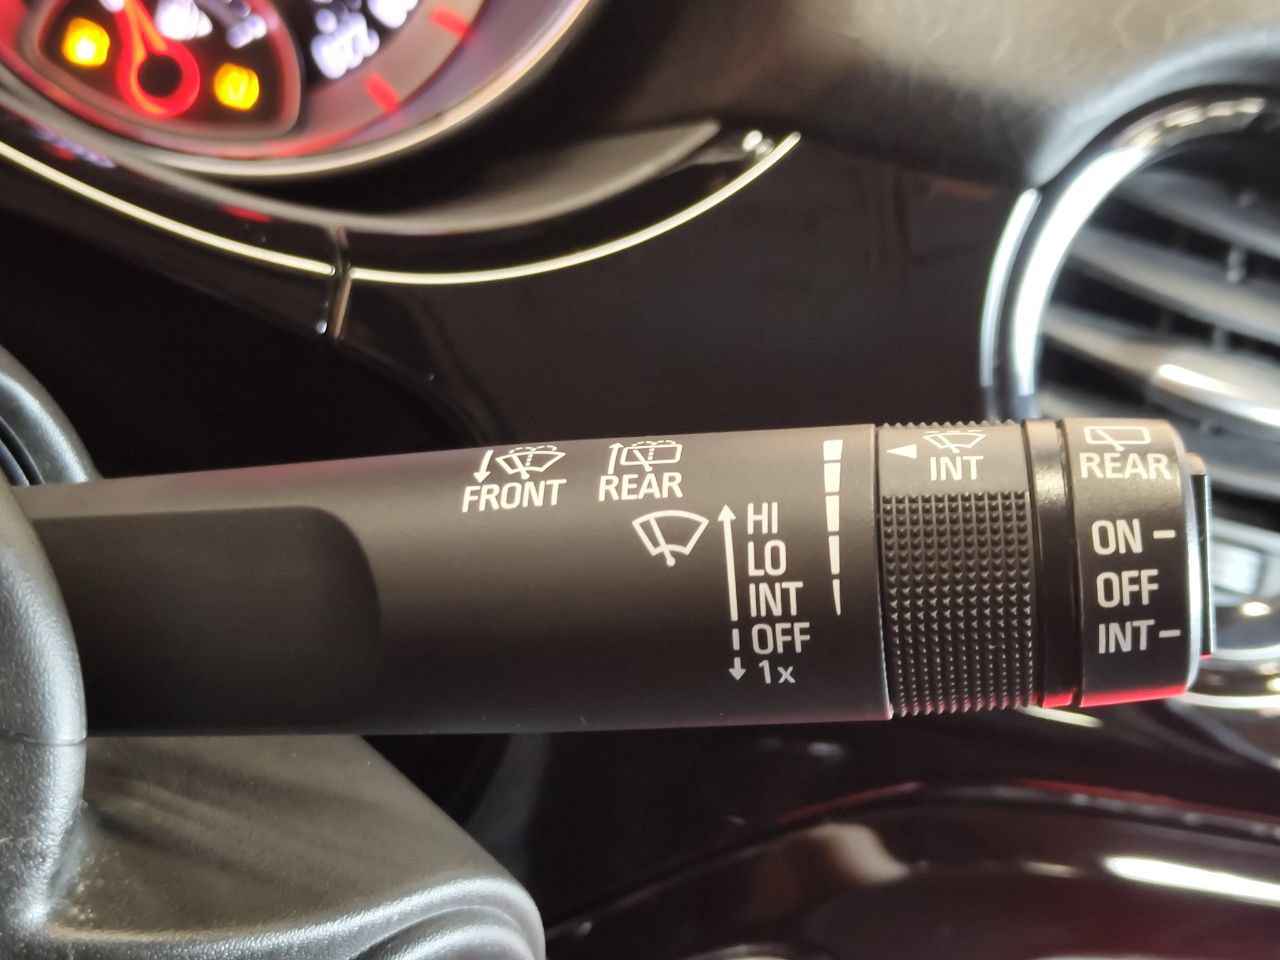 FRONT
REAR
HI
LO
INT
OFF
1x
INT
REAR
ON
OFF
INT